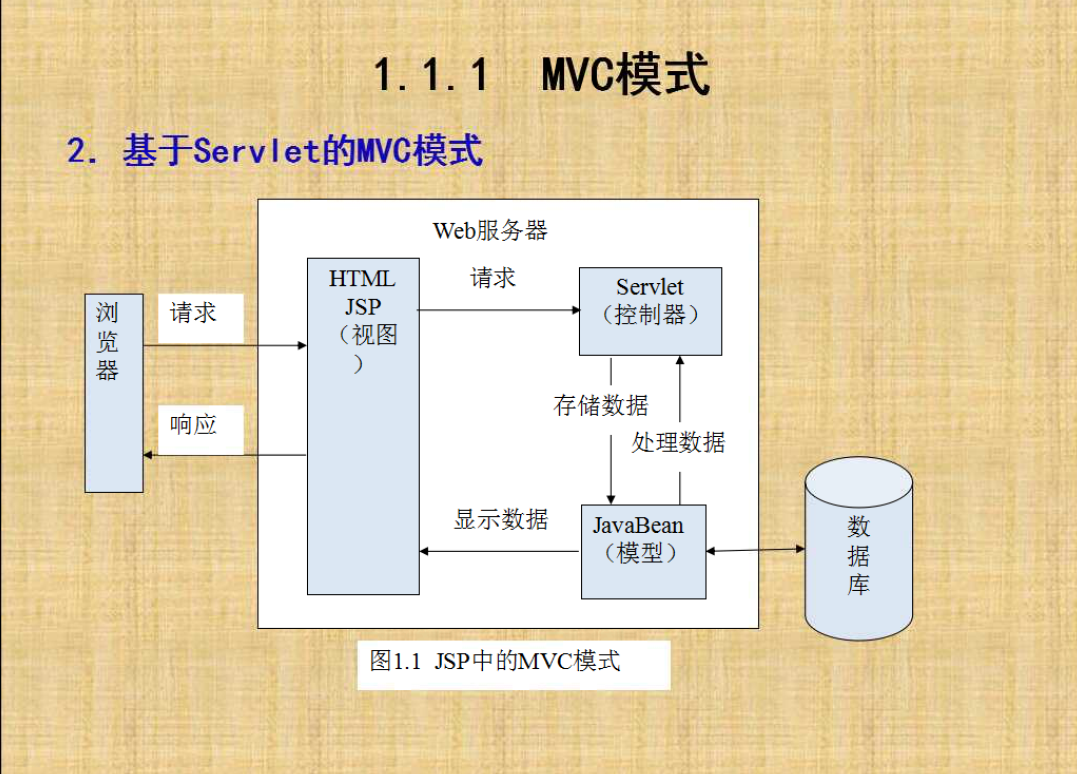 1.1.1 MVC模式
2. 基于Servlet的MVC模式
Web服务器
浏
览
器
请求
响应
HTML
JSP
（视图
）
请求
Servlet
（控制器）
存储数据
处理数据
显示数据
JavaBean
（模型）
数
据
库
图1.1 JSP中的MVC模式